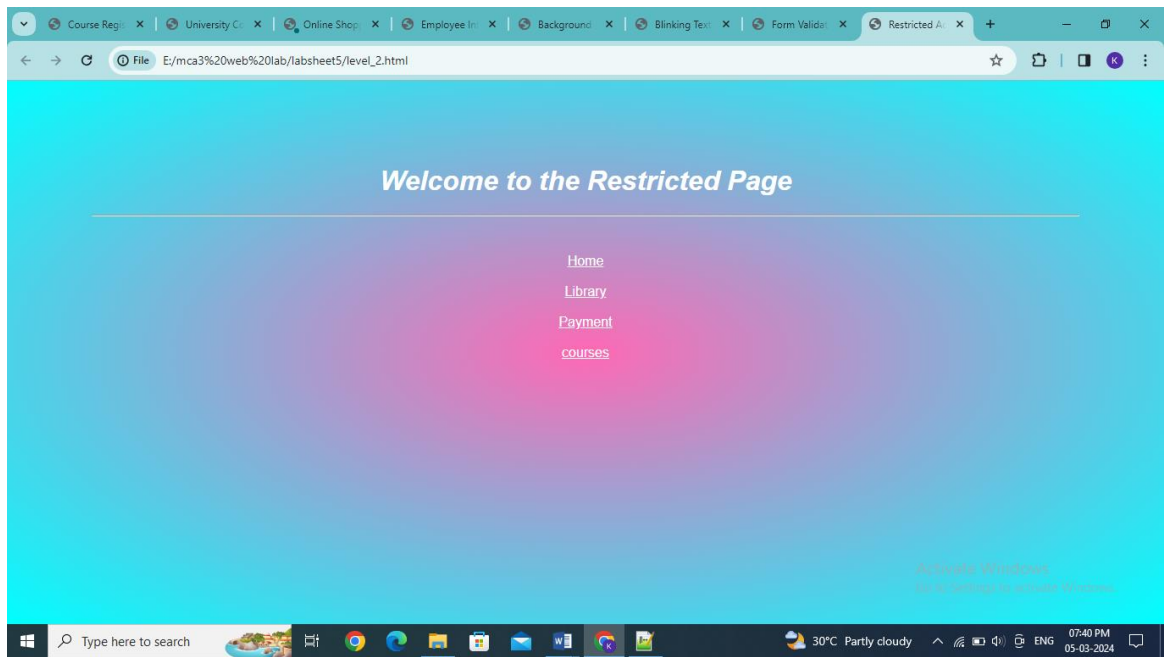 Course Regis University Co Online Shopp Employee In Background Blinking Text Form Validat Restricted Ac
File E:/mca3%20web%20lab/labsheet5/level_2.html K
Welcome to the Restricted Page
Home
Library
Payment
courses
Activate Windows
Go to Settings to activate Windows.
Type here to search 30°C Partly cloudy ENG 07:40 PM
05-03-2024